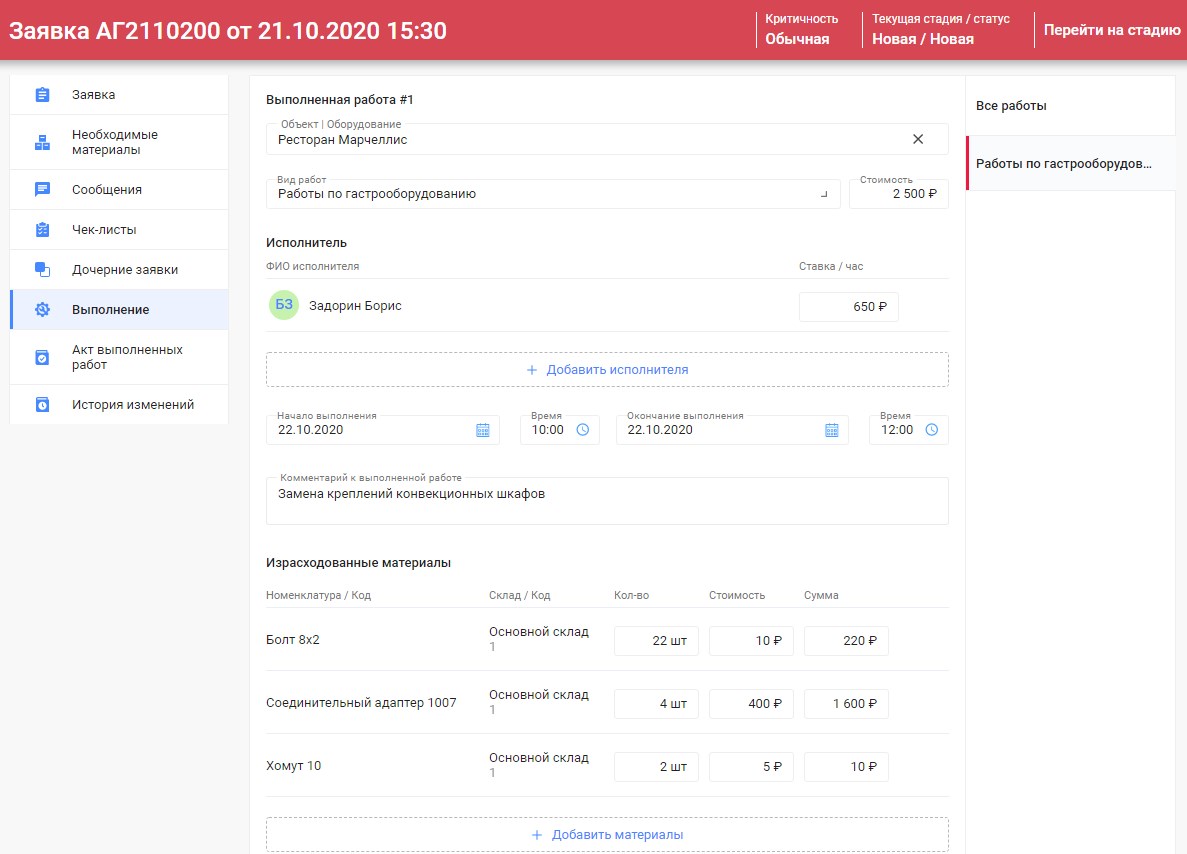 Заявка АГ2110200 от 21.10.2020 15:30
Критичность
Обычная
Текущая стадия / статус
Новая / Новая
Перейти на стадию
Заявка
Необходимые
материалы
Сообщения
Чек-листы
Дочерние заявки
Выполнение
Акт выполненных
работ
История изменений
Выполненная работа #1
Объект | Оборудование
Ресторан Марчеллис
Вид работ
Работы по гастрооборудованию
Стоимость
2 500 ₽
Исполнитель
ФИО исполнителя Ставка / час
БЗ Задорин Борис 650 ₽
+ Добавить исполнителя
Начало выполнения Время Окончание выполнения Время
22.10.2020 10:00 22.10.2020 12:00
Комментарий к выполненной работе
Замена креплений конвекционных шкафов
Израсходованные материалы
Номенклатура / Код Склад / Код Кол-во Стоимость Сумма
Болт 8х2 Основной склад 22 шт 10 ₽ 220 ₽
1
Соединительный адаптер 1007 Основной склад 4 шт 400 ₽ 1 600 ₽
1
Хомут 10 Основной склад 2 шт 5 ₽ 10 ₽
1
+ Добавить материалы
Все работы
Работы по гастрооборудов...